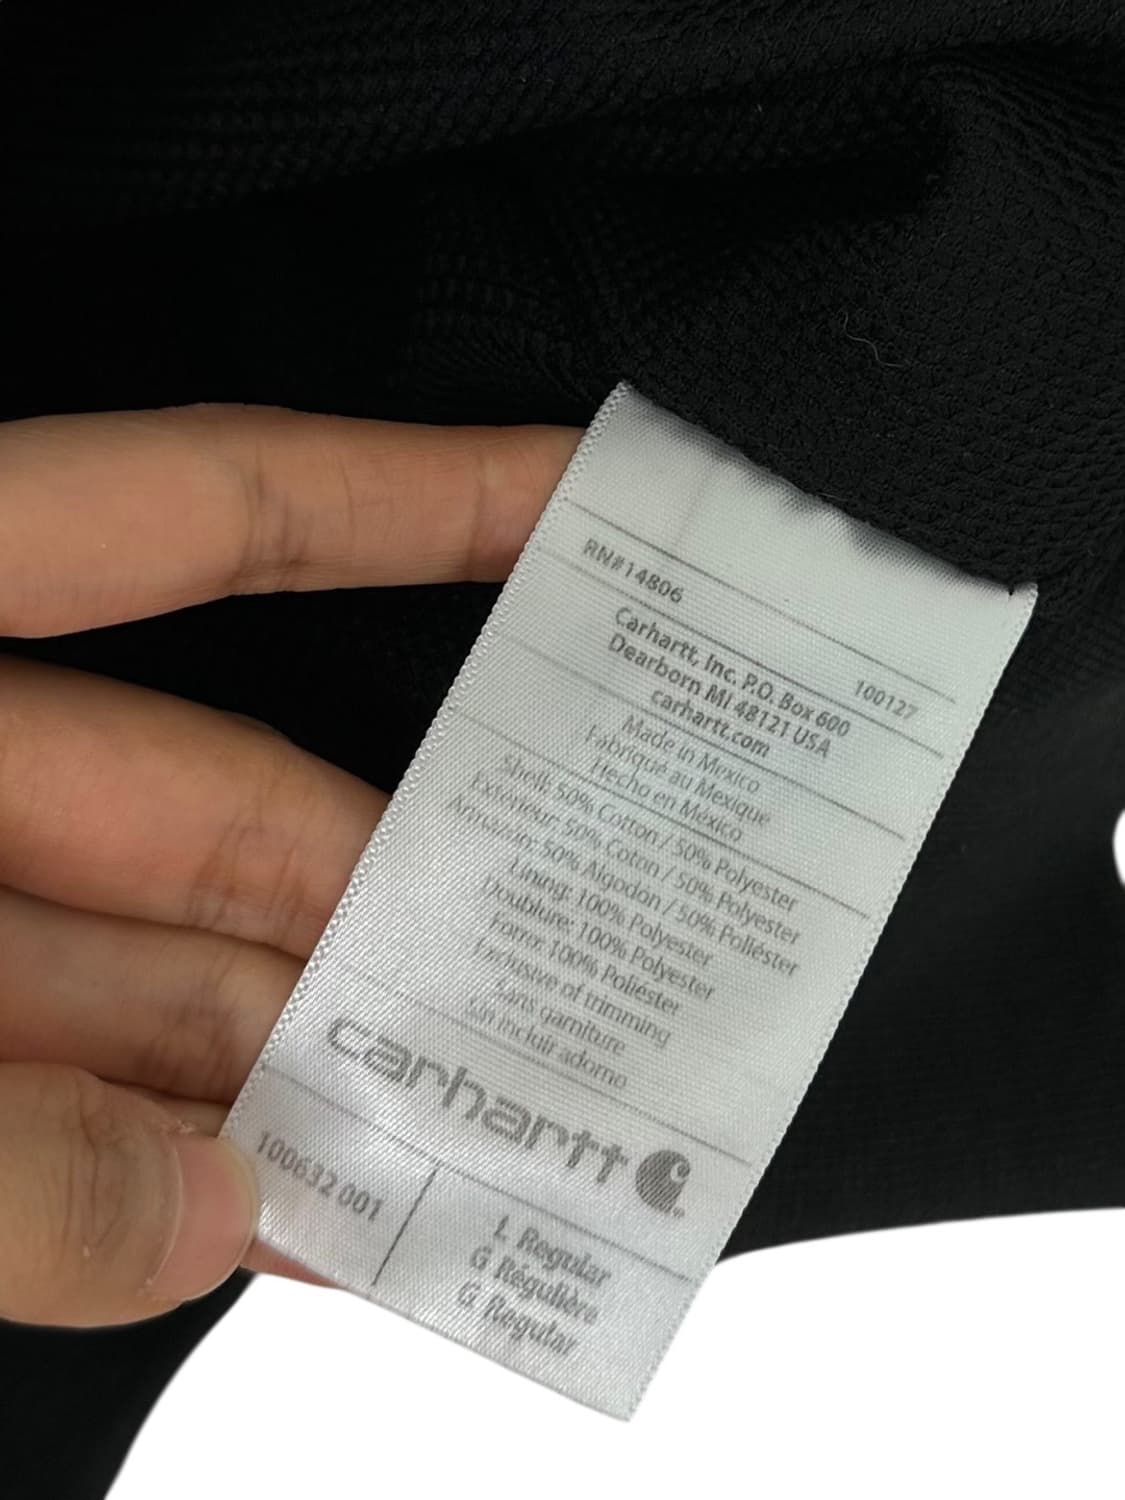 RN#14806
100127
Carhartt, Inc. P.O. Box 600
Dearborn MI 48121 USA
carhartt.com
Made in Mexico
Fabriqué au Mexique
Hecho en México
Shell: 50% Cotton / 50% Polyester
Extérieur: 50% Coton / 50% Polyester
Armazón: 50% Algodon / 50% Poliéster
Lining: 100% Polyester
Doublure: 100% Polyester
Forro: 100% Poliéster
Exclusive of trimming
Sans garniture
Sin incluir adorno
carhartt
100632 001
L Regular
G Régulière
G Regular